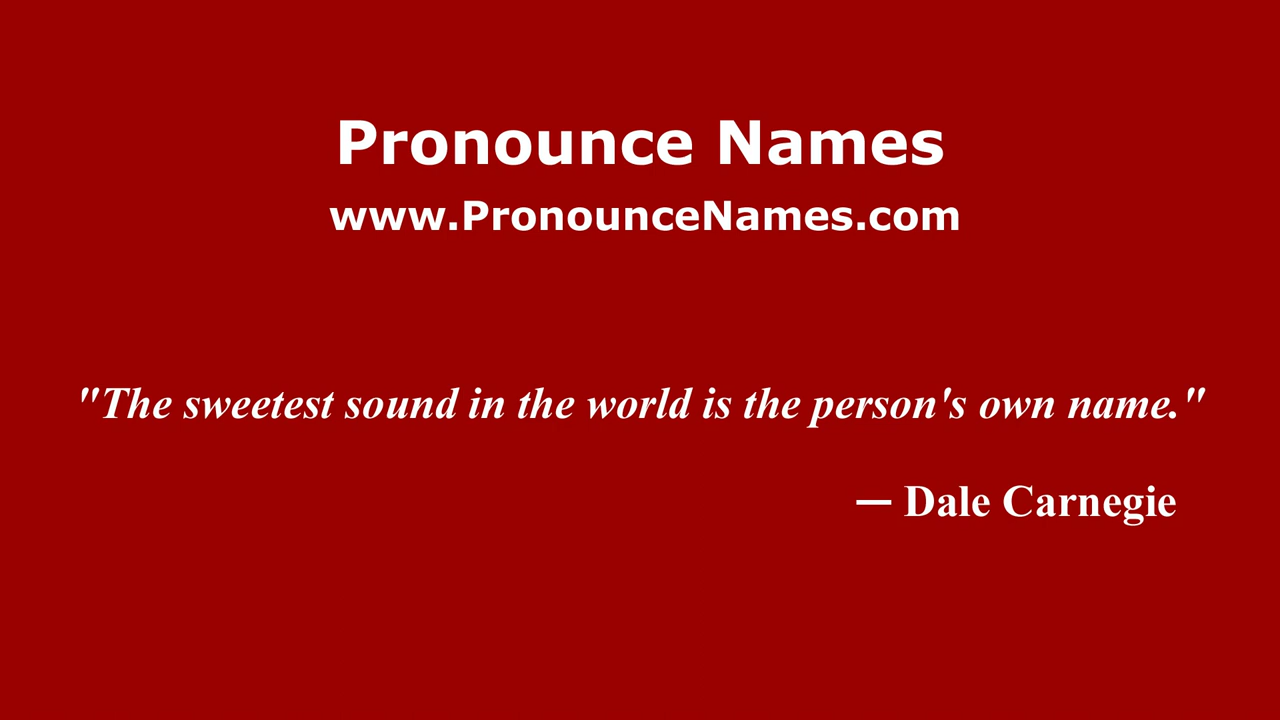 Pronounce Names
www.PronounceNames.com
"The sweetest sound in the world is the person's own name."
— Dale Carnegie